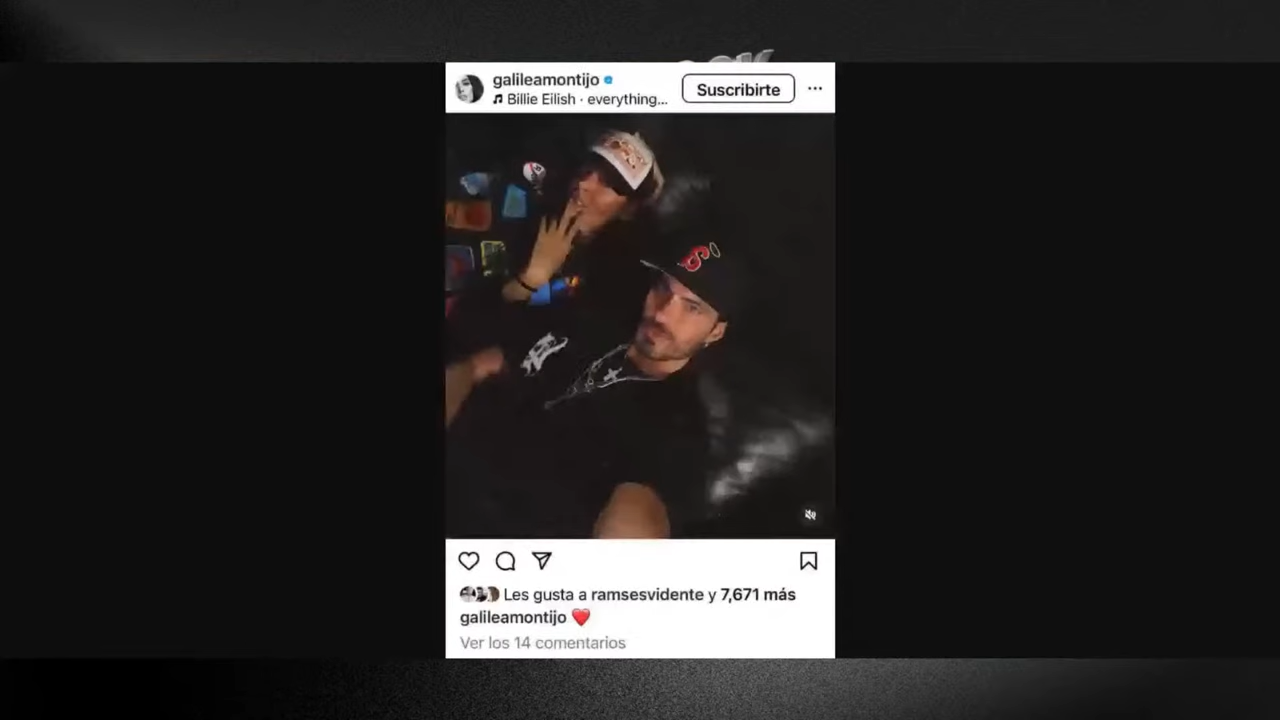 galileamontijo
Billie Eilish · everything...
Suscribirte
Les gusta a ramsesvidente y 7,671 más
galileamontijo ❤️
Ver los 14 comentarios